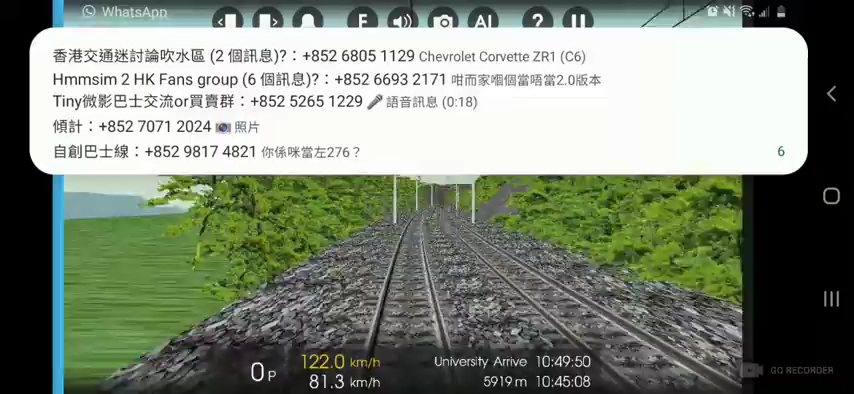 WhatsApp
F
AI
?
香港交通迷討論吹水區 (2 個訊息)?：+852 6805 1129 Chevrolet Corvette ZR1 (C6)
Hmmsim 2 HK Fans group (6 個訊息)?：+852 6693 2171 咁而家嗰個當唔當2.0版本
Tiny微影巴士交流or買賣群：+852 5265 1229 🎤 語音訊息 (0:18)
傾計：+852 7071 2024 📷 照片
自創巴士線：+852 9817 4821 你係咪當左276？
6
0 P
122.0 km/h
81.3 km/h
University Arrive 10:49:50
5919 m 10:45:08
GO RECORDER